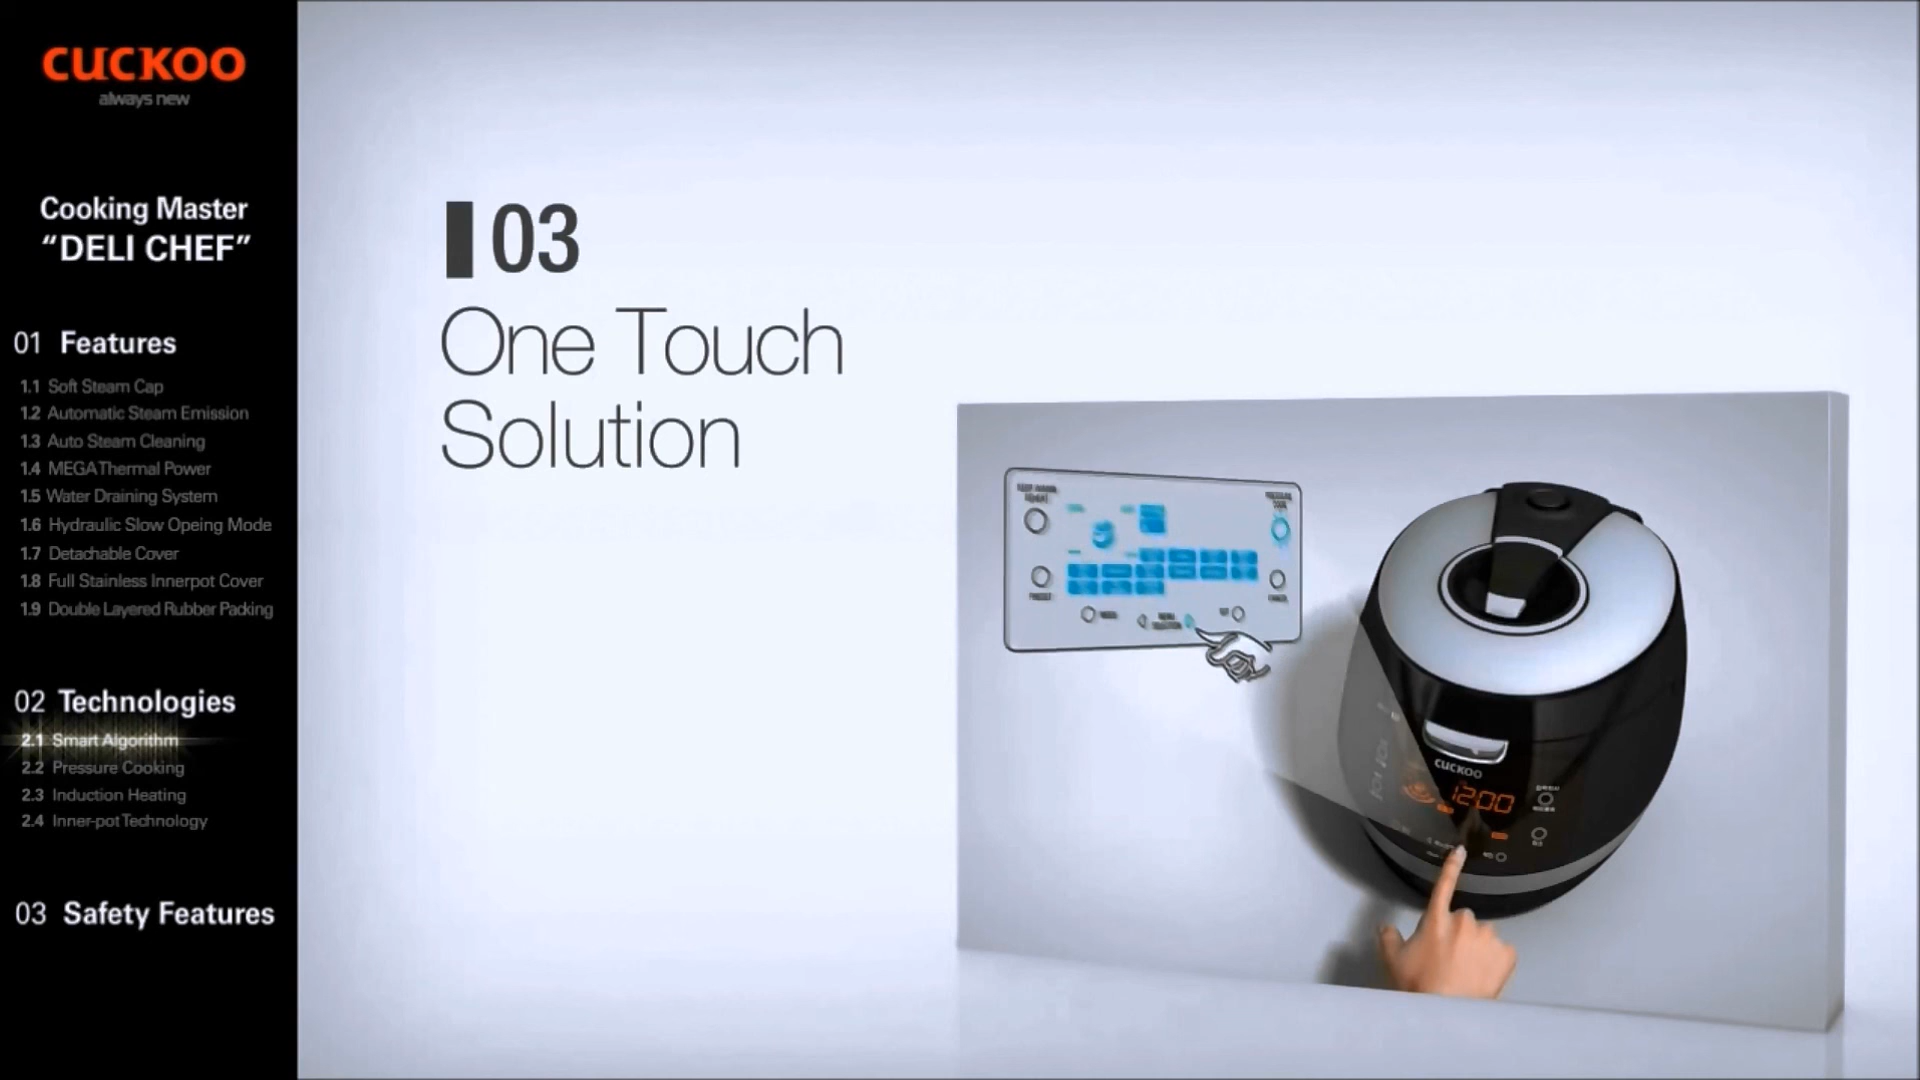 CUCKOO
always new
Cooking Master
“DELI CHEF”
01 Features
1.1 Soft Steam Cap
1.2 Automatic Steam Emission
1.3 Auto Steam Cleaning
1.4 MEGA Thermal Power
1.5 Water Draining System
1.6 Hydraulic Slow Opeing Mode
1.7 Detachable Cover
1.8 Full Stainless Innerpot Cover
1.9 Double Layered Rubber Packing
02 Technologies
2.1 Smart Algorithm
2.2 Pressure Cooking
2.3 Induction Heating
2.4 Inner-pot Technology
03 Safety Features
03
One Touch
Solution
MENU
SELECTION
CUCKOO
1200